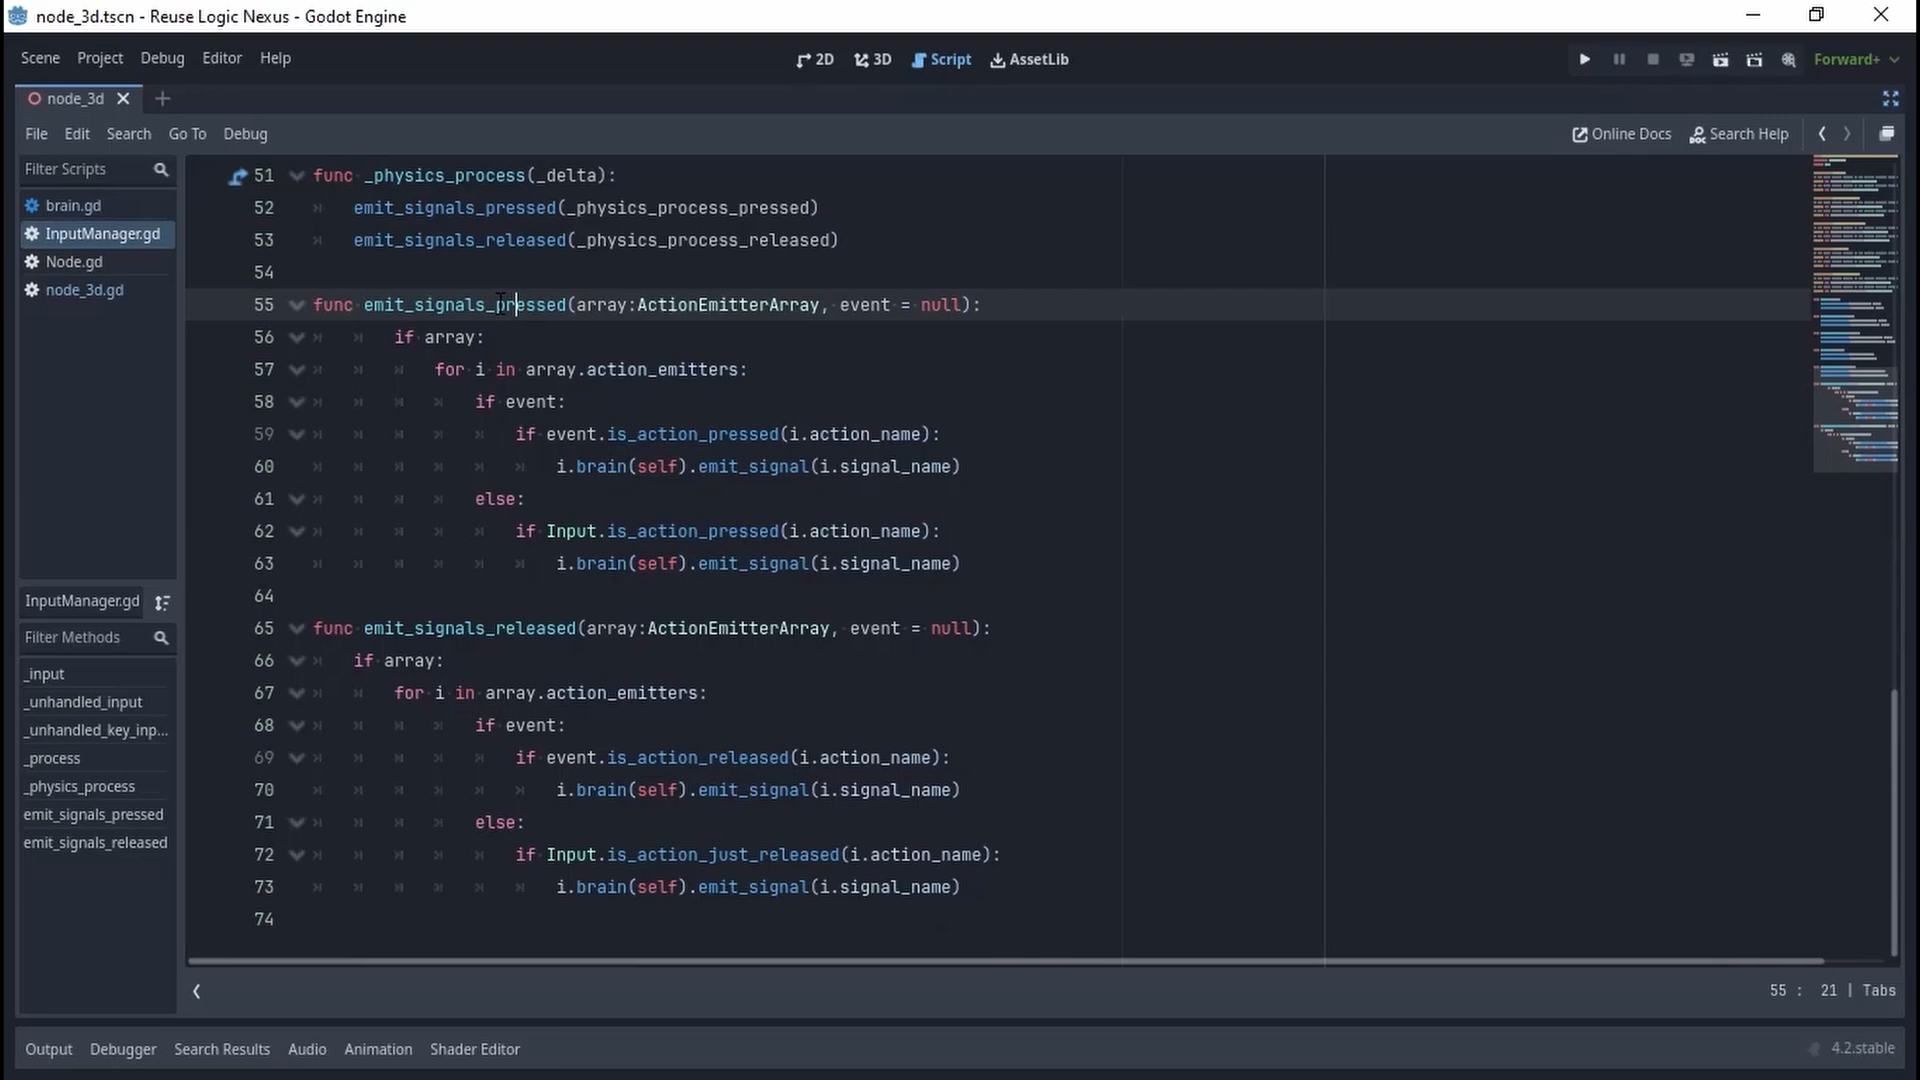 node_3d.tscn - Reuse Logic Nexus - Godot Engine
Scene Project Debug Editor Help
2D 3D Script AssetLib
Forward+
node_3d
File Edit Search Go To Debug
Online Docs Search Help
Filter Scripts
brain.gd
InputManager.gd
Node.gd
node_3d.gd
InputManager.gd
Filter Methods
_input
_unhandled_input
_unhandled_key_inp...
_process
_physics_process
emit_signals_pressed
emit_signals_released
51 func _physics_process(_delta):
52 emit_signals_pressed(_physics_process_pressed)
53 emit_signals_released(_physics_process_released)
54
55 func emit_signals_pressed(array:ActionEmitterArray, event = null):
56 if array:
57 for i in array.action_emitters:
58 if event:
59 if event.is_action_pressed(i.action_name):
60 i.brain(self).emit_signal(i.signal_name)
61 else:
62 if Input.is_action_pressed(i.action_name):
63 i.brain(self).emit_signal(i.signal_name)
64
65 func emit_signals_released(array:ActionEmitterArray, event = null):
66 if array:
67 for i in array.action_emitters:
68 if event:
69 if event.is_action_released(i.action_name):
70 i.brain(self).emit_signal(i.signal_name)
71 else:
72 if Input.is_action_just_released(i.action_name):
73 i.brain(self).emit_signal(i.signal_name)
74
55 : 21 | Tabs
Output Debugger Search Results Audio Animation Shader Editor
4.2.stable